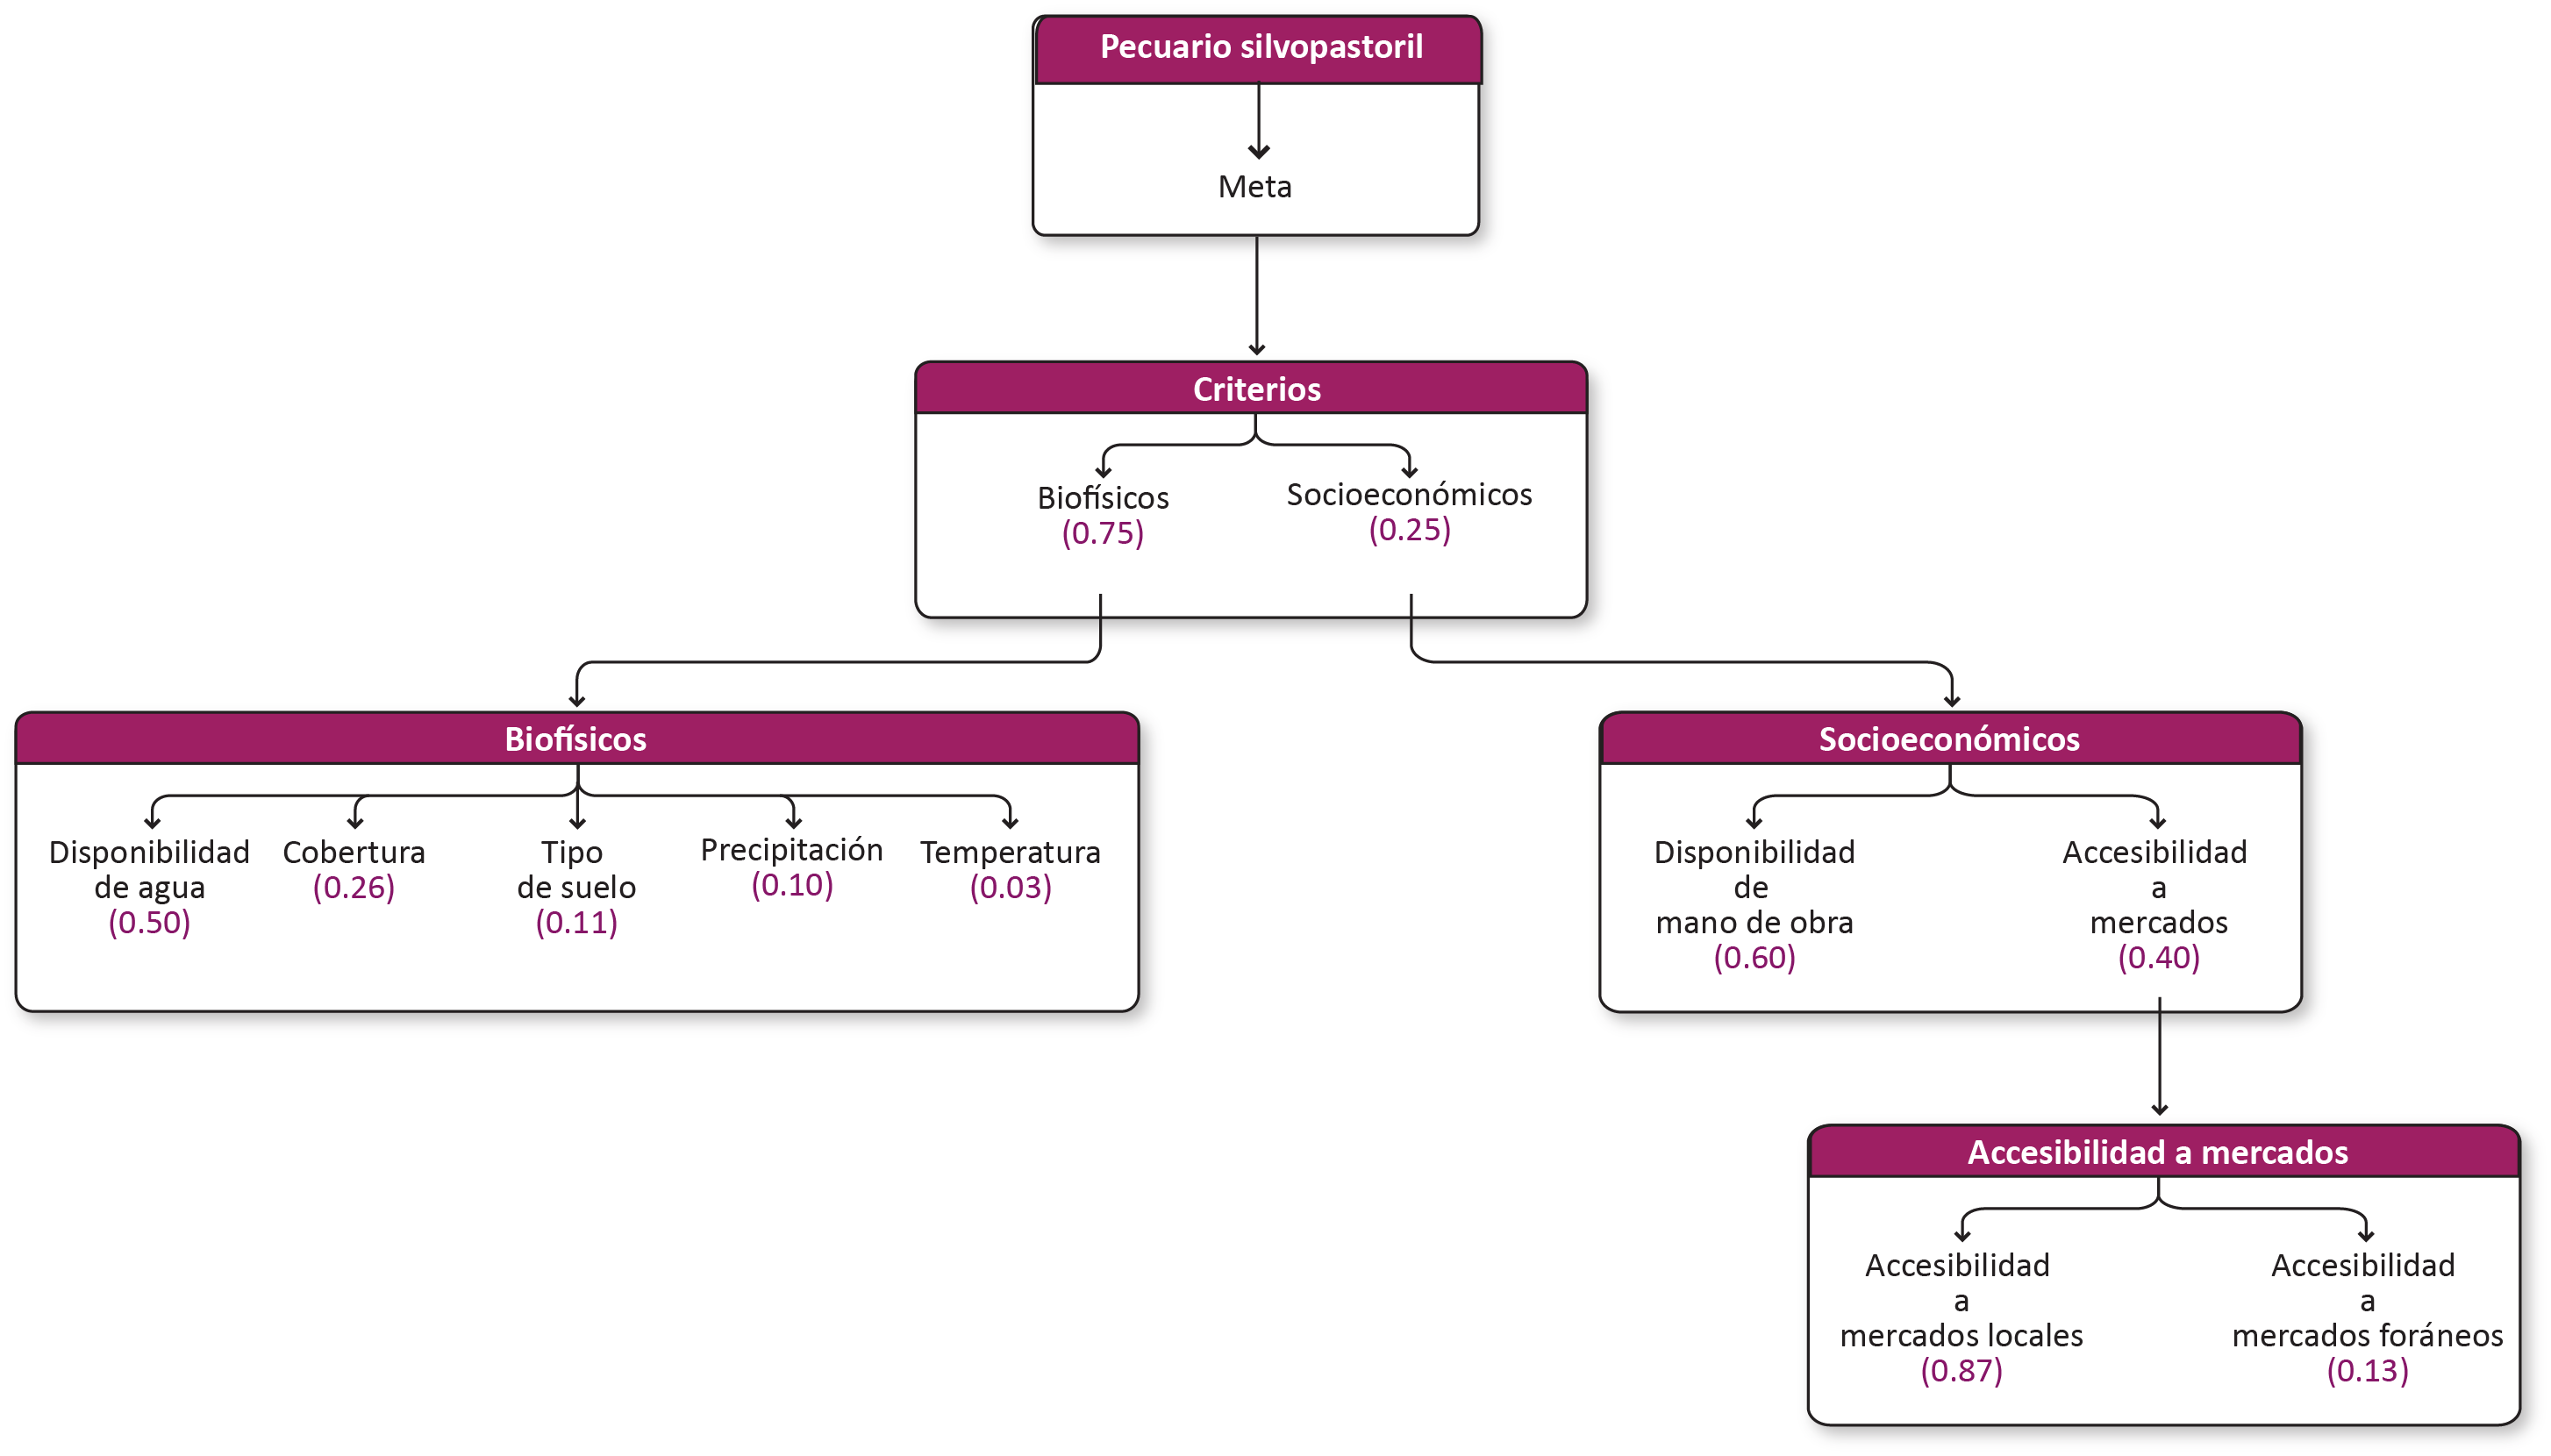 Pecuario silvopastoril
Meta
Criterios
Biofísicos
(0.75)
Socioeconómicos
(0.25)
Biofísicos
Disponibilidad
de agua
(0.50)
Cobertura
(0.26)
Tipo
de suelo
(0.11)
Precipitación
(0.10)
Temperatura
(0.03)
Socioeconómicos
Disponibilidad
de
mano de obra
(0.60)
Accesibilidad
a
mercados
(0.40)
Accesibilidad a mercados
Accesibilidad
a
mercados locales
(0.87)
Accesibilidad
a
mercados foráneos
(0.13)